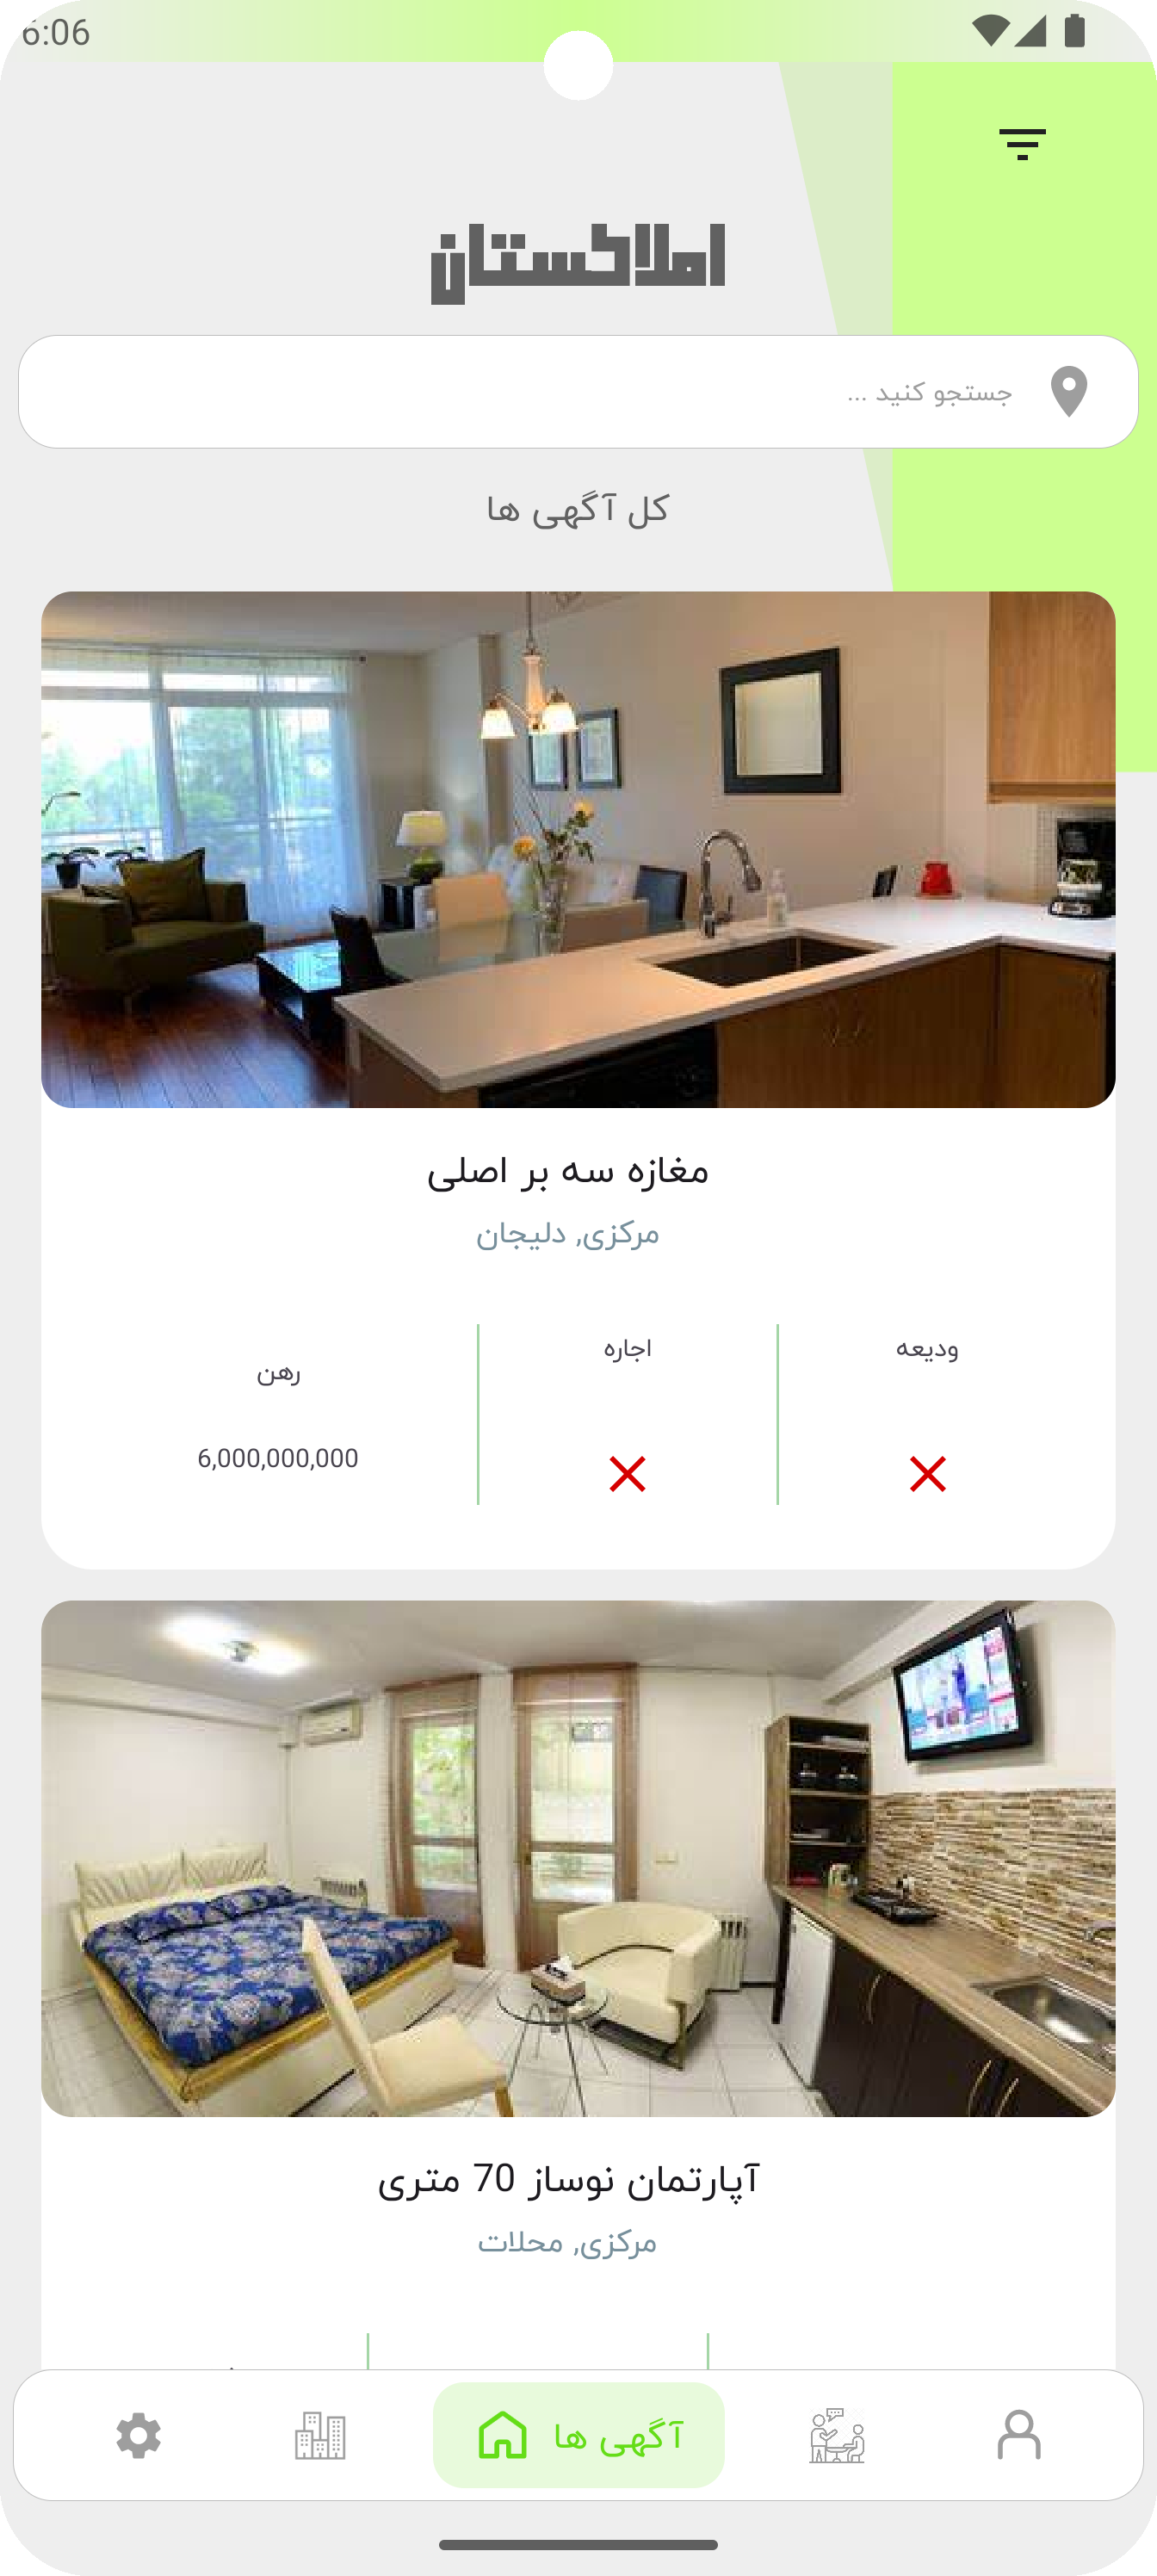 6:06
املاکستان
جستجو کنید ...
کل آگهی ها
مغازه سه بر اصلی
مرکزی, دلیجان
ودیعه
اجاره
رهن
6,000,000,000
آپارتمان نوساز 70 متری
مرکزی, محلات
آگهی ها